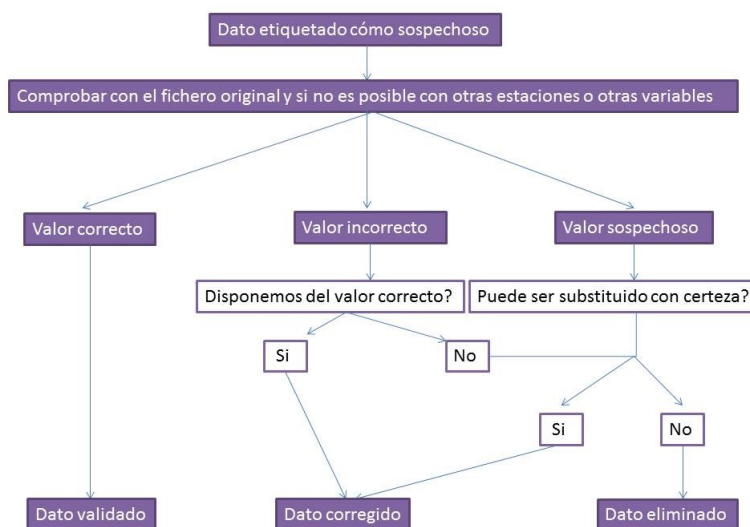 Dato etiquetado cómo sospechoso
Comprobar con el fichero original y si no es posible con otras estaciones o otras variables
Valor correcto
Valor incorrecto
Valor sospechoso
Disponemos del valor correcto?
Puede ser substituido con certeza?
Si
No
Si
No
Dato validado
Dato corregido
Dato eliminado